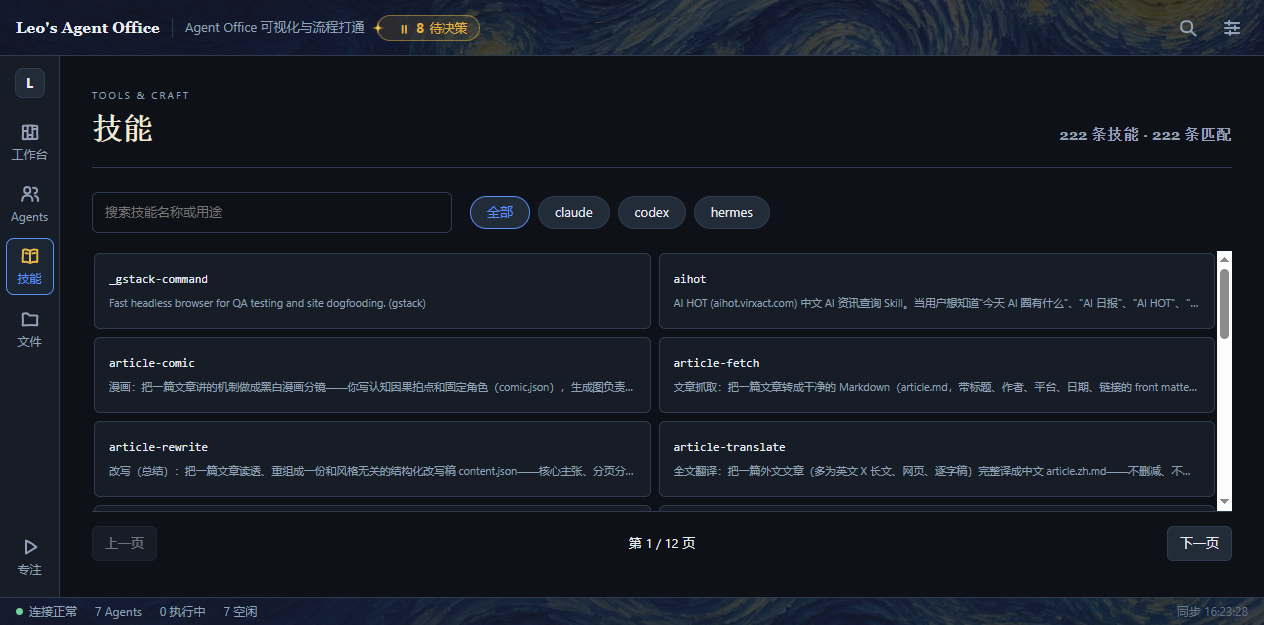 Leo's Agent Office
Agent Office 可视化与流程打通
8 待决策
L
工作台
Agents
技能
文件
专注
TOOLS & CRAFT
技能
222 条技能 · 222 条匹配
搜索技能名称或用途
全部
claude
codex
hermes
_gstack-command
Fast headless browser for QA testing and site dogfooding. (gstack)
aihot
AI HOT (aihot.virxact.com) 中文 AI 资讯查询 Skill。当用户想知道"今天 AI 圈有什么"、"AI 日报"、"AI HOT"、"...
article-comic
漫画：把一篇文章讲的机制做成黑白漫画分镜——你写认知因果拍点和固定角色（comic.json），生成图负责...
article-fetch
文章抓取：把一篇文章转成干净的 Markdown（article.md，带标题、作者、平台、日期、链接的 front matte...
article-rewrite
改写（总结）：把一篇文章读透、重组成一份和风格无关的结构化改写稿 content.json——核心主张、分页分...
article-translate
全文翻译：把一篇外文文章（多为英文 X 长文、网页、逐字稿）完整译成中文 article.zh.md——不删减、不...
上一页
第 1 / 12 页
下一页
连接正常
7 Agents
0 执行中
7 空闲
同步 16:23:28